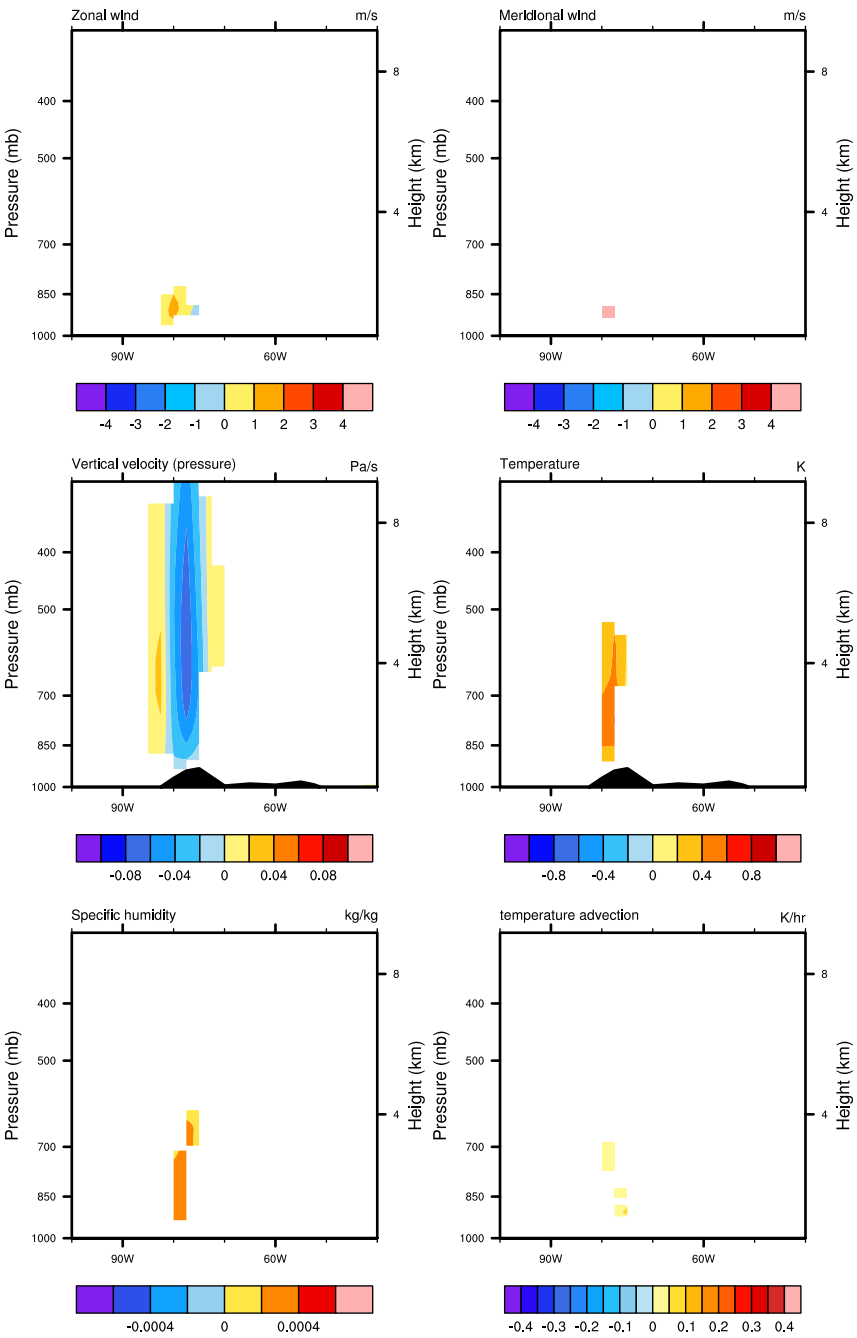 Zonal wind m/s
Pressure (mb)
400
500
700
850
1000
8
4
Height (km)
90W 60W
-4 -3 -2 -1 0 1 2 3 4
Meridional wind m/s
Pressure (mb)
400
500
700
850
1000
8
4
Height (km)
90W 60W
-4 -3 -2 -1 0 1 2 3 4
Vertical velocity (pressure) Pa/s
Pressure (mb)
400
500
700
850
1000
8
4
Height (km)
90W 60W
-0.08 -0.04 0 0.04 0.08
Temperature K
Pressure (mb)
400
500
700
850
1000
8
4
Height (km)
90W 60W
-0.8 -0.4 0 0.4 0.8
Specific humidity kg/kg
Pressure (mb)
400
500
700
850
1000
8
4
Height (km)
90W 60W
-0.0004 0 0.0004
temperature advection K/hr
Pressure (mb)
400
500
700
850
1000
8
4
Height (km)
90W 60W
-0.4 -0.3 -0.2 -0.1 0 0.1 0.2 0.3 0.4